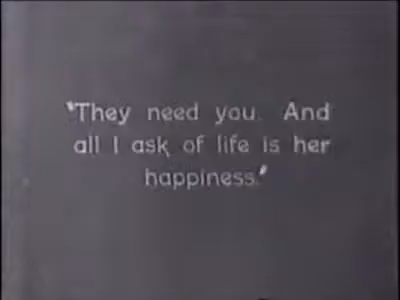 "They need you. And
all I ask of life is her
happiness."